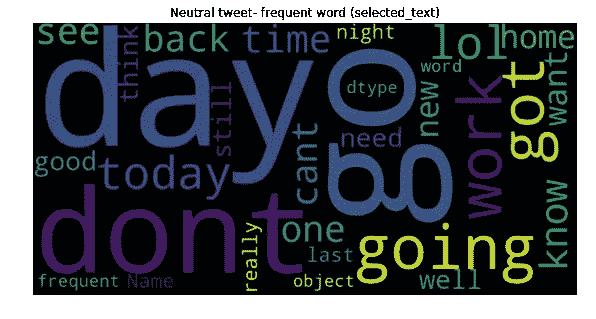 Neutral tweet- frequent word (selected_text)
see
think
back
time
night
lol
home
day
go
dtype
word
new
work
got
want
good
today
still
cant
need
dont
one
know
really
last
going
well
frequent
Name
object